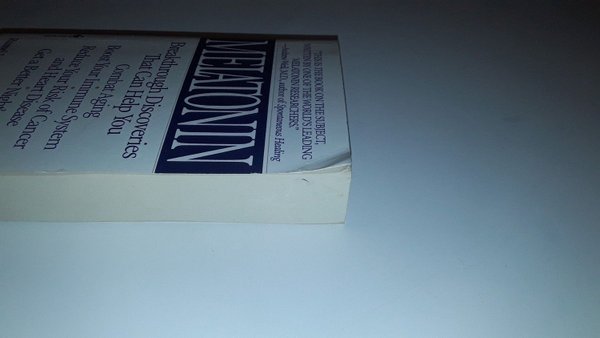 "THIS IS THE BOOK ON THE SUBJECT,
WRITTEN BY ONE OF THE WORLD'S LEADING
MELATONIN RESEARCHERS."
—Andrew Weil, M.D., author of Spontaneous Healing
MELATONIN
Breakthrough Discoveries
That Can Help You
Combat Aging
Boost Your Immune System
Reduce Your Risk of Cancer
and Heart Disease
Get a Better Night's